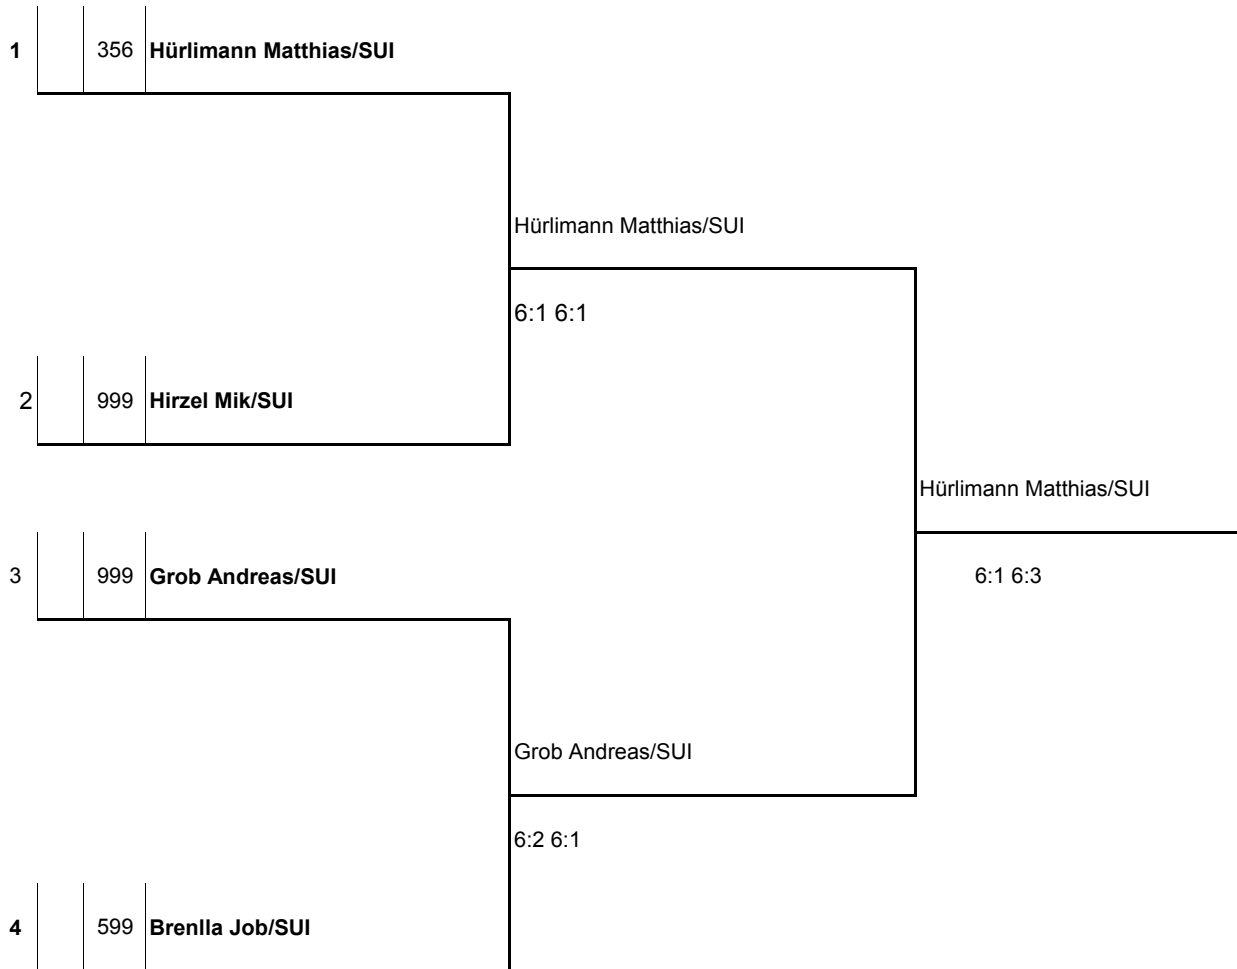 1 356 Hürlimann Matthias/SUI
Hürlimann Matthias/SUI
6:1 6:1
2 999 Hirzel Mik/SUI
Hürlimann Matthias/SUI
3 999 Grob Andreas/SUI 6:1 6:3
Grob Andreas/SUI
6:2 6:1
4 599 Brenlla Job/SUI